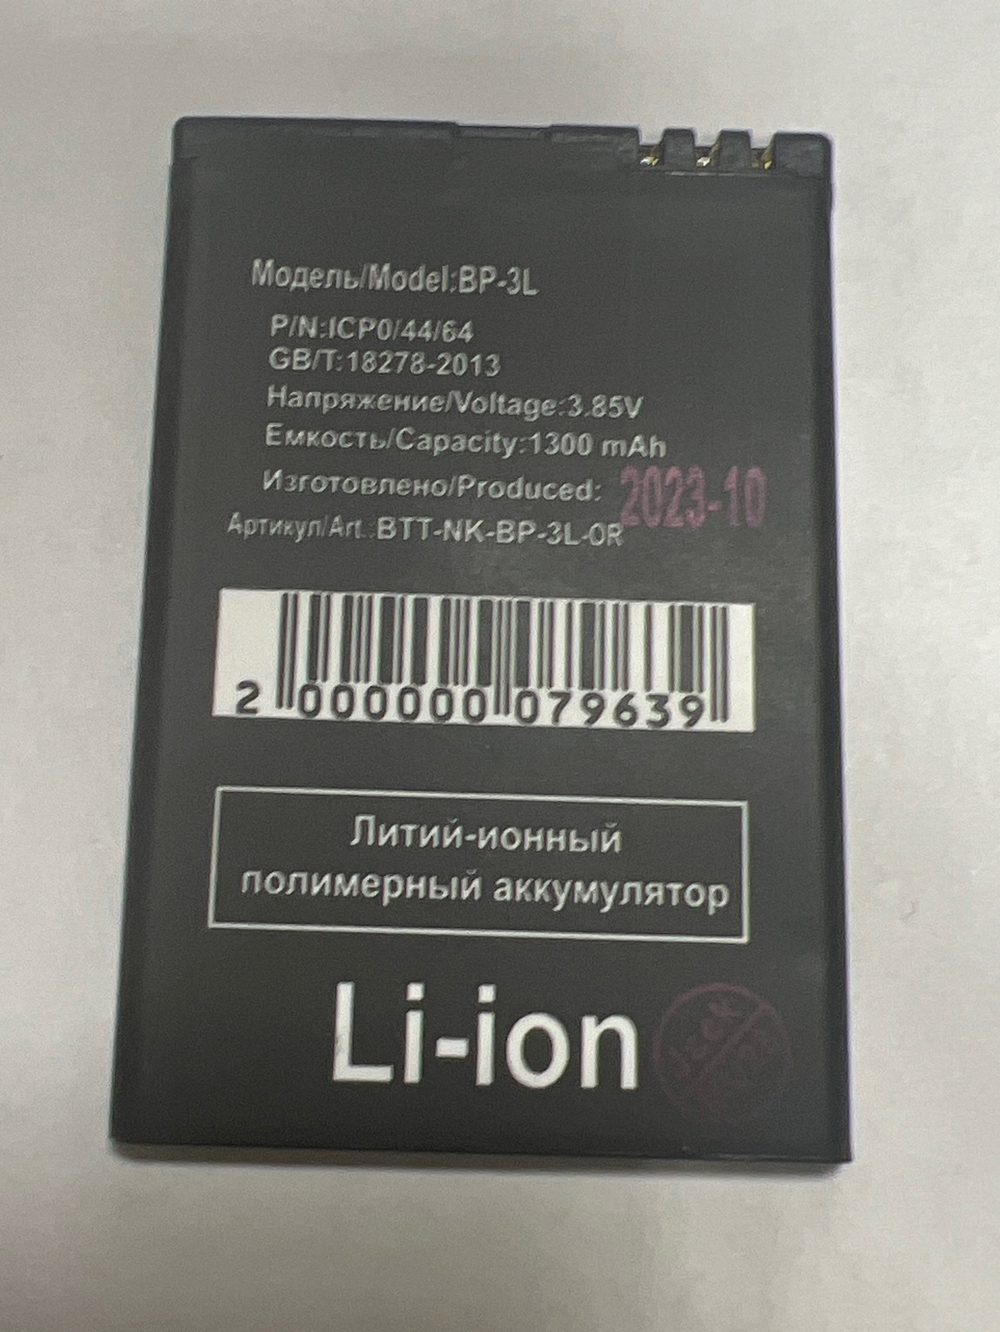 Модель/Model:BP-3L
P/N:ICP0/44/64
GB/T:18278-2013
Напряжение/Voltage:3.85V
Емкость/Capacity:1300 mAh
Изготовлено/Produced: 2023-10
Артикул/Art.:BTT-NK-BP-3L-OR
2 000000 079639
Литий-ионный
полимерный аккумулятор
Li-ion